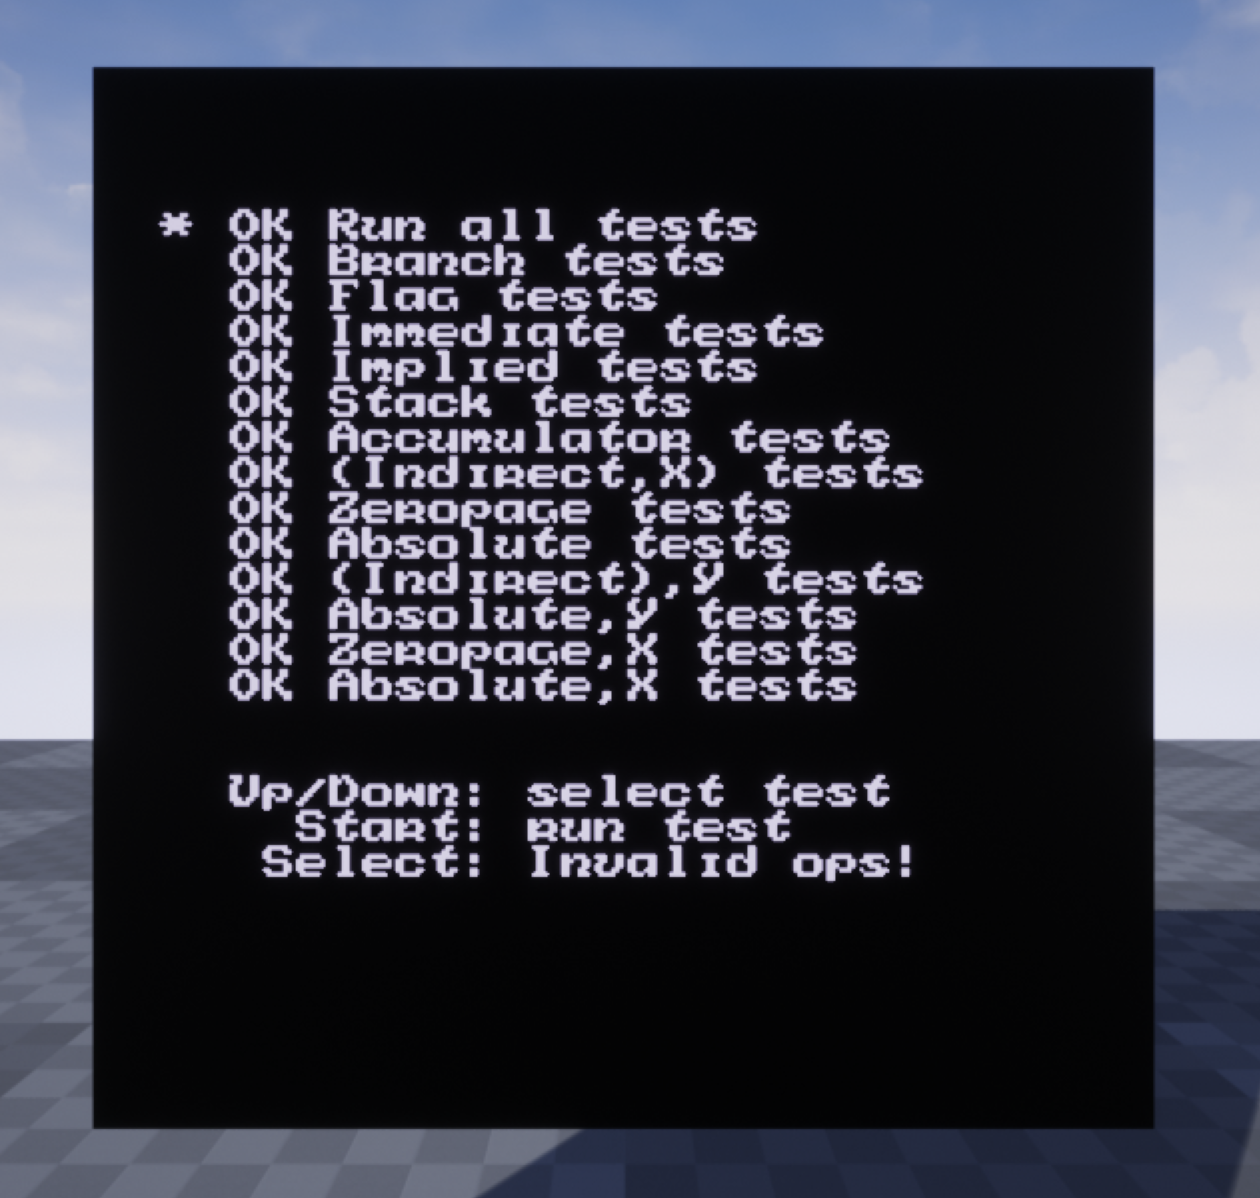 * OK Run all tests
OK Branch tests
OK Flag tests
OK Immediate tests
OK Implied tests
OK Stack tests
OK Accumulator tests
OK (Indirect,X) tests
OK Zeropage tests
OK Absolute tests
OK (Indirect),Y tests
OK Absolute,Y tests
OK Zeropage,X tests
OK Absolute,X tests
Up/Down: select test
Start: run test
Select: Invalid ops!